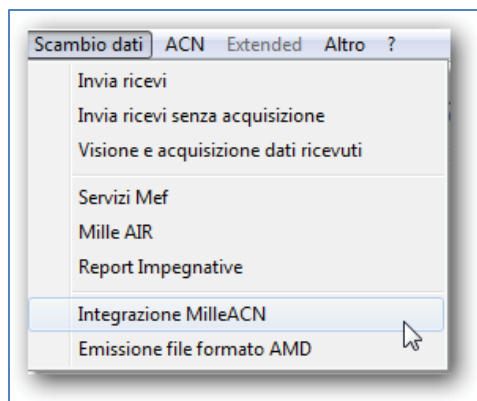 Scambio dati ACN Extended Altro ?
Invia ricevi
Invia ricevi senza acquisizione
Visione e acquisizione dati ricevuti
Servizi Mef
Mille AIR
Report Impegnative
Integrazione MilleACN
Emissione file formato AMD